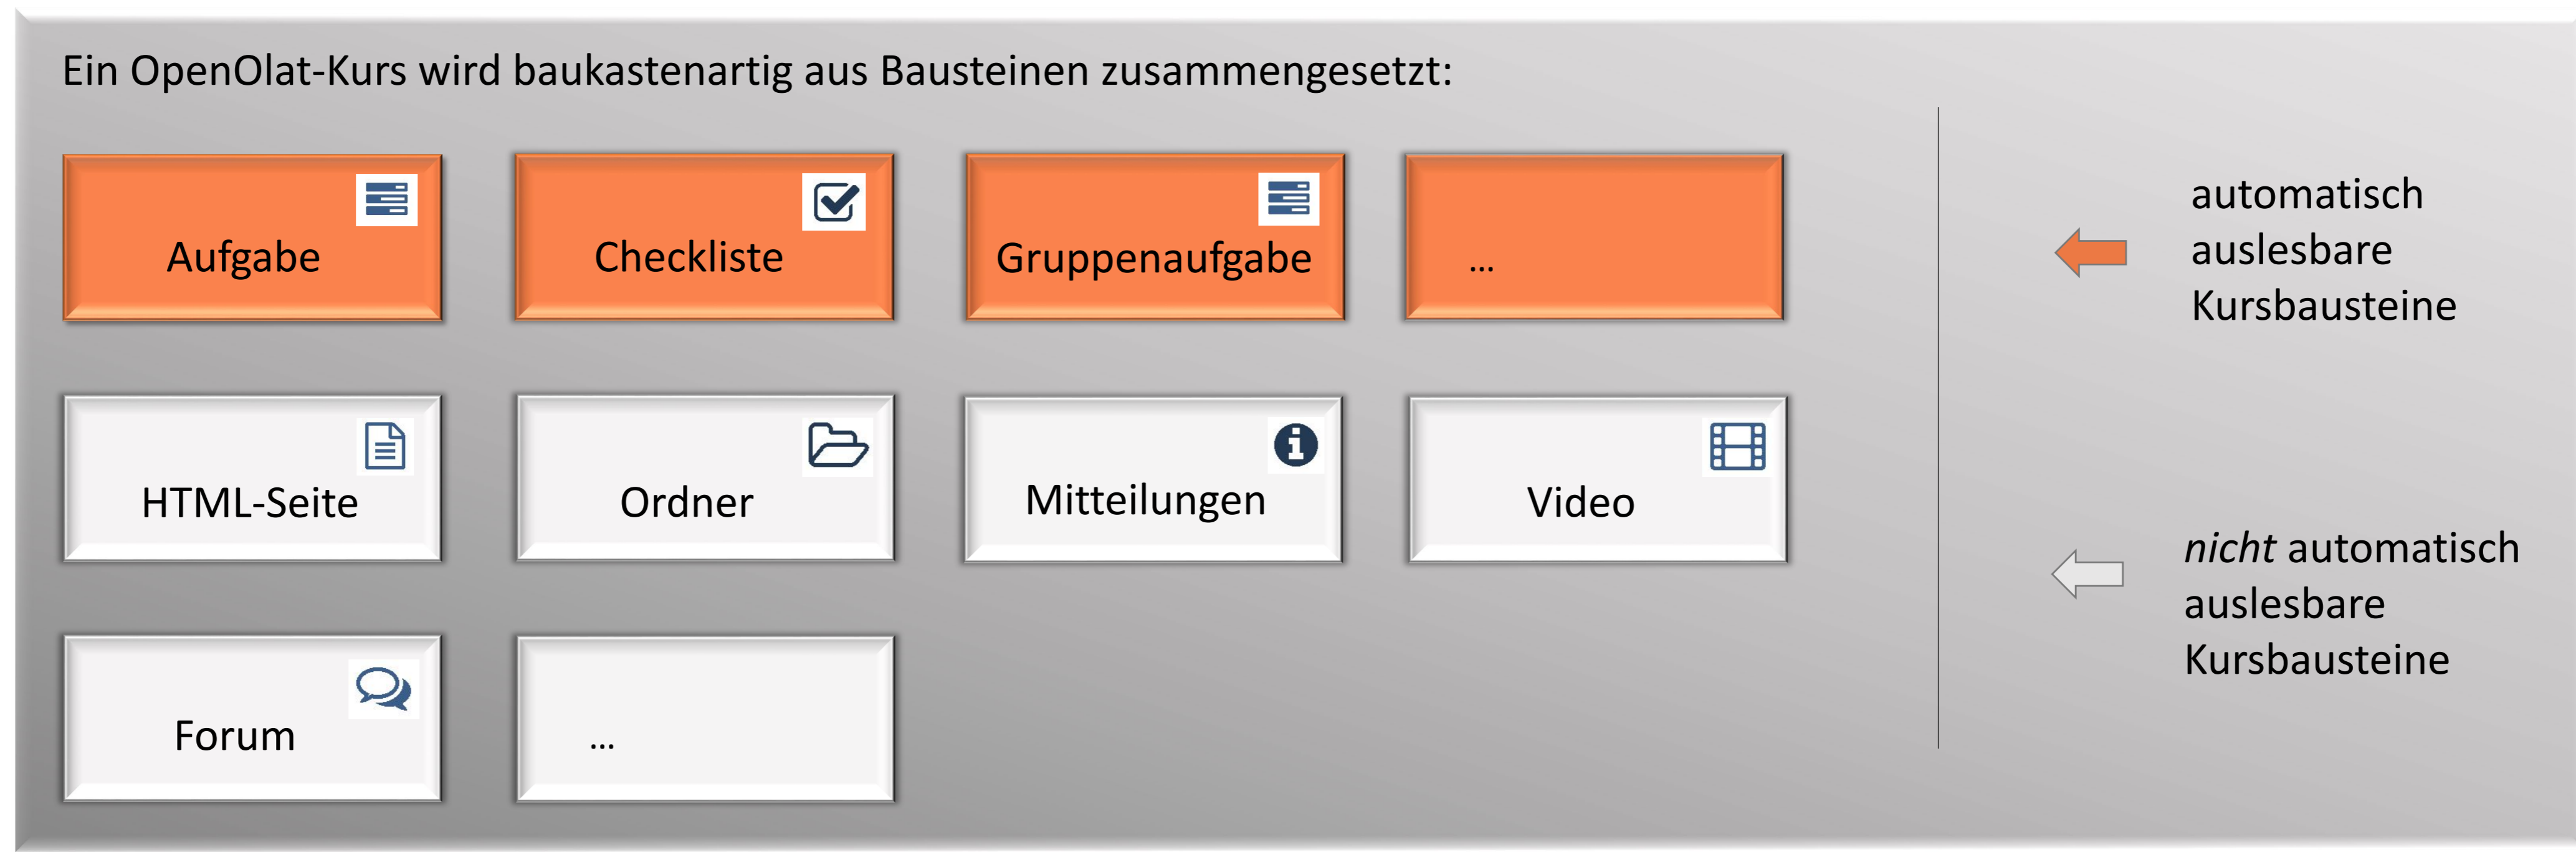 Ein OpenOlat-Kurs wird baukastenartig aus Bausteinen zusammengesetzt:
Aufgabe
Checkliste
Gruppenaufgabe
...
automatisch
auslesbare
Kursbausteine
HTML-Seite
Ordner
Mitteilungen
Video
nicht automatisch
auslesbare
Kursbausteine
Forum
...